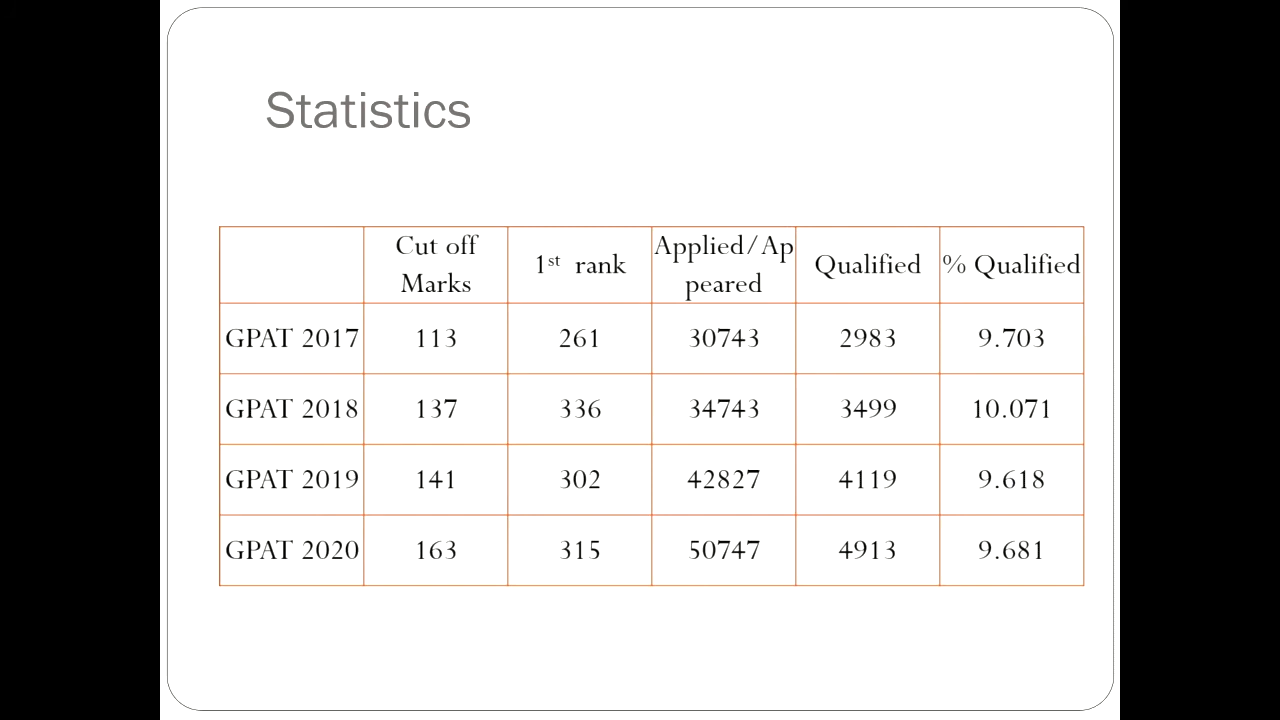 Statistics
Cut off Marks 1st rank Applied/Appeared Qualified % Qualified
GPAT 2017 113 261 30743 2983 9.703
GPAT 2018 137 336 34743 3499 10.071
GPAT 2019 141 302 42827 4119 9.618
GPAT 2020 163 315 50747 4913 9.681